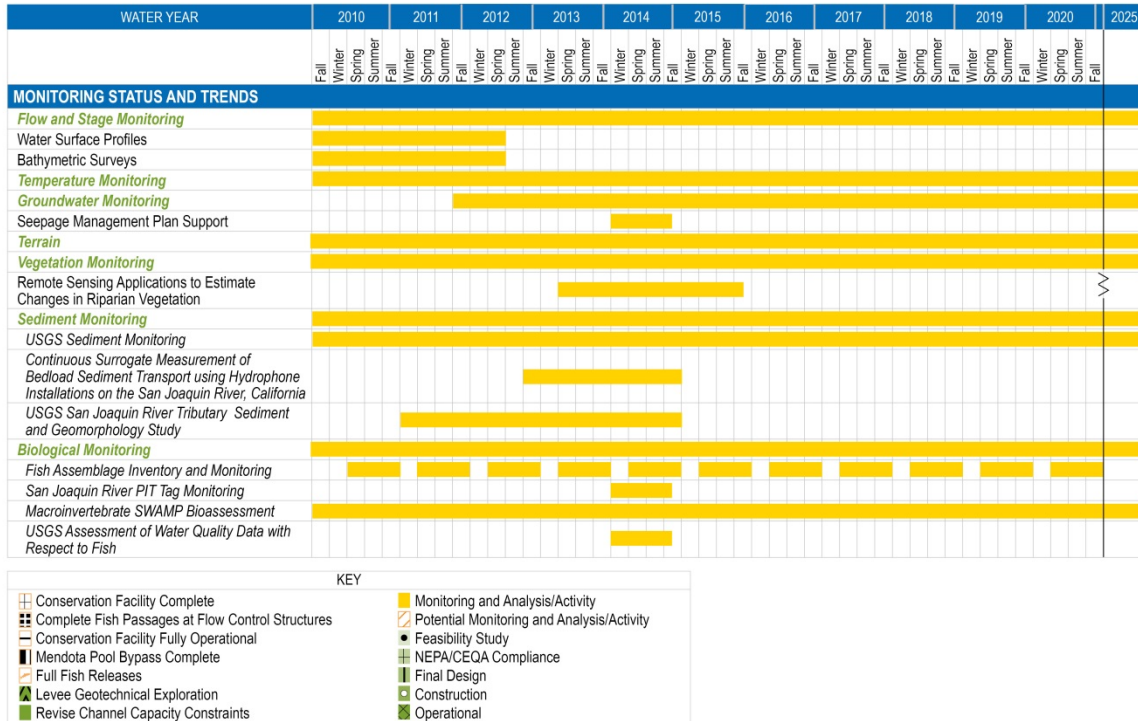 WATER YEAR 2010 2011 2012 2013 2014 2015 2016 2017 2018 2019 2020 2025
Fall Winter Spring Summer Fall Winter Spring Summer Fall Winter Spring Summer Fall Winter Spring Summer Fall Winter Spring Summer Fall Winter Spring Summer Fall Winter Spring Summer Fall Winter Spring Summer Fall Winter Spring Summer Fall Winter Spring Summer Fall Winter Spring Summer Fall
MONITORING STATUS AND TRENDS
Flow and Stage Monitoring
Water Surface Profiles
Bathymetric Surveys
Temperature Monitoring
Groundwater Monitoring
Seepage Management Plan Support
Terrain
Vegetation Monitoring
Remote Sensing Applications to Estimate
Changes in Riparian Vegetation
Sediment Monitoring
USGS Sediment Monitoring
Continuous Surrogate Measurement of
Bedload Sediment Transport using Hydrophone
Installations on the San Joaquin River, California
USGS San Joaquin River Tributary Sediment
and Geomorphology Study
Biological Monitoring
Fish Assemblage Inventory and Monitoring
San Joaquin River PIT Tag Monitoring
Macroinvertebrate SWAMP Bioassessment
USGS Assessment of Water Quality Data with
Respect to Fish
KEY
Conservation Facility Complete
Complete Fish Passages at Flow Control Structures
Conservation Facility Fully Operational
Mendota Pool Bypass Complete
Full Fish Releases
Levee Geotechnical Exploration
Revise Channel Capacity Constraints
Monitoring and Analysis/Activity
Potential Monitoring and Analysis/Activity
Feasibility Study
NEPA/CEQA Compliance
Final Design
Construction
Operational